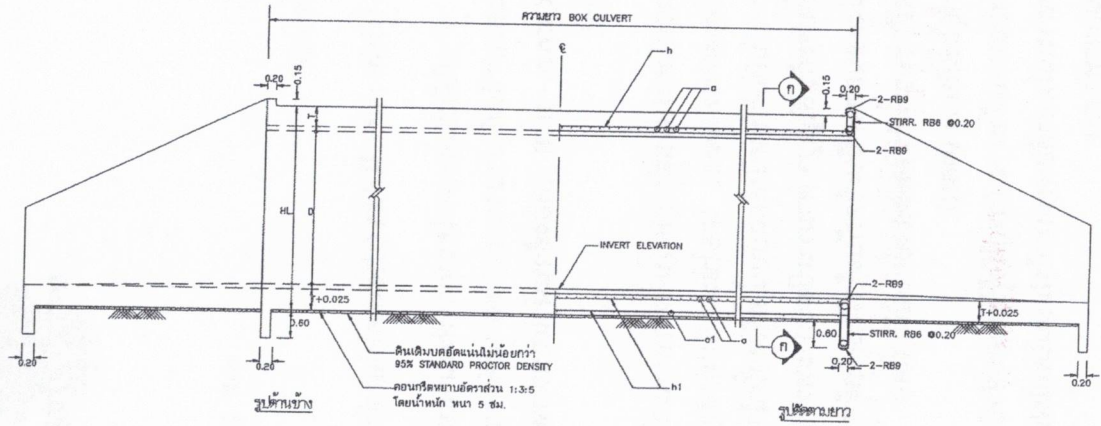 ความยาว BOX CULVERT
0.20
0.15
℄
h
a
ก
0.15
0.20
2-RB9
STIRR. RB6 @0.20
2-RB9
T
HL
D
INVERT ELEVATION
T+0.025
0.60
2-RB9
T+0.025
0.60
STIRR. RB6 @0.20
2-RB9
a1
a
ก
h1
0.20
0.20
0.20
0.20
ดินเดิมบดอัดแน่นไม่น้อยกว่า
95% STANDARD PROCTOR DENSITY
คอนกรีตหยาบอัตราส่วน 1:3:5
โดยน้ำหนัก หนา 5 ซม.
รูปด้านข้าง
รูปตัดตามยาว